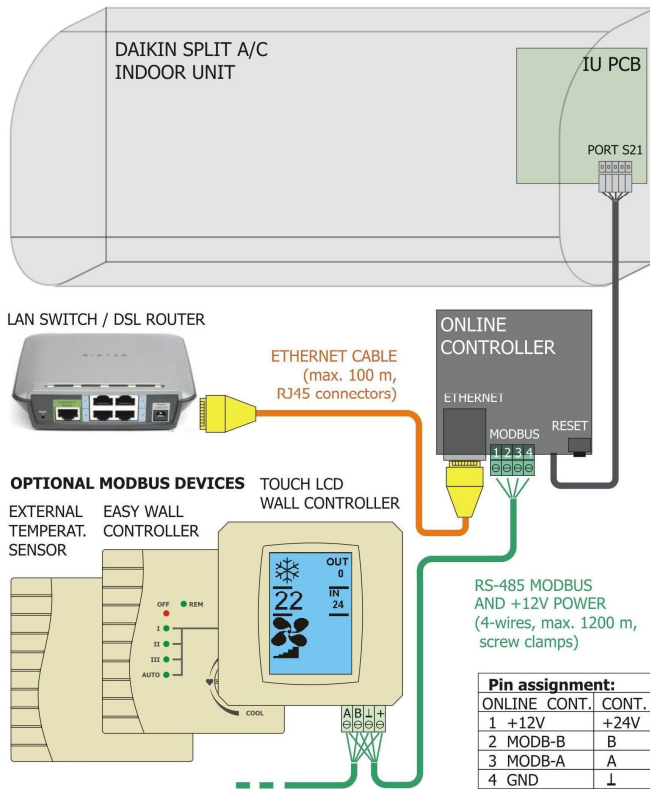 DAIKIN SPLIT A/C
INDOOR UNIT
IU PCB
PORT S21
LAN SWITCH / DSL ROUTER
ETHERNET CABLE
(max. 100 m,
RJ45 connectors)
ONLINE
CONTROLLER
ETHERNET
MODBUS
RESET
1 2 3 4
OPTIONAL MODBUS DEVICES
EXTERNAL
TEMPERAT.
SENSOR
EASY WALL
CONTROLLER
TOUCH LCD
WALL CONTROLLER
OFF
REM
I
II
III
AUTO
COOL
OUT
0
22
IN
24
A B ⊥ +
RS-485 MODBUS
AND +12V POWER
(4-wires, max. 1200 m,
screw clamps)
Pin assignment:
ONLINE CONT. CONT.
1 +12V +24V
2 MODB-B B
3 MODB-A A
4 GND ⊥